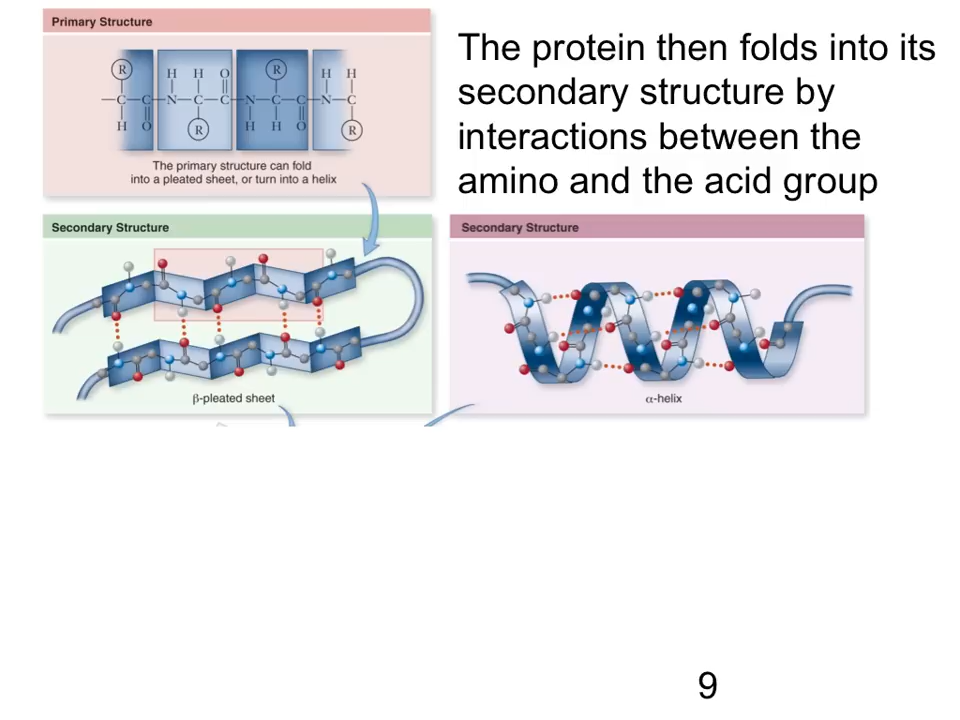 Primary Structure
R
H H O
R
H H
—C—C—N—C—C—N—C—C—N—C
H O
R
H H O
R
The primary structure can fold
into a pleated sheet, or turn into a helix
The protein then folds into its
secondary structure by
interactions between the
amino and the acid group
Secondary Structure
β-pleated sheet
Secondary Structure
α-helix
9